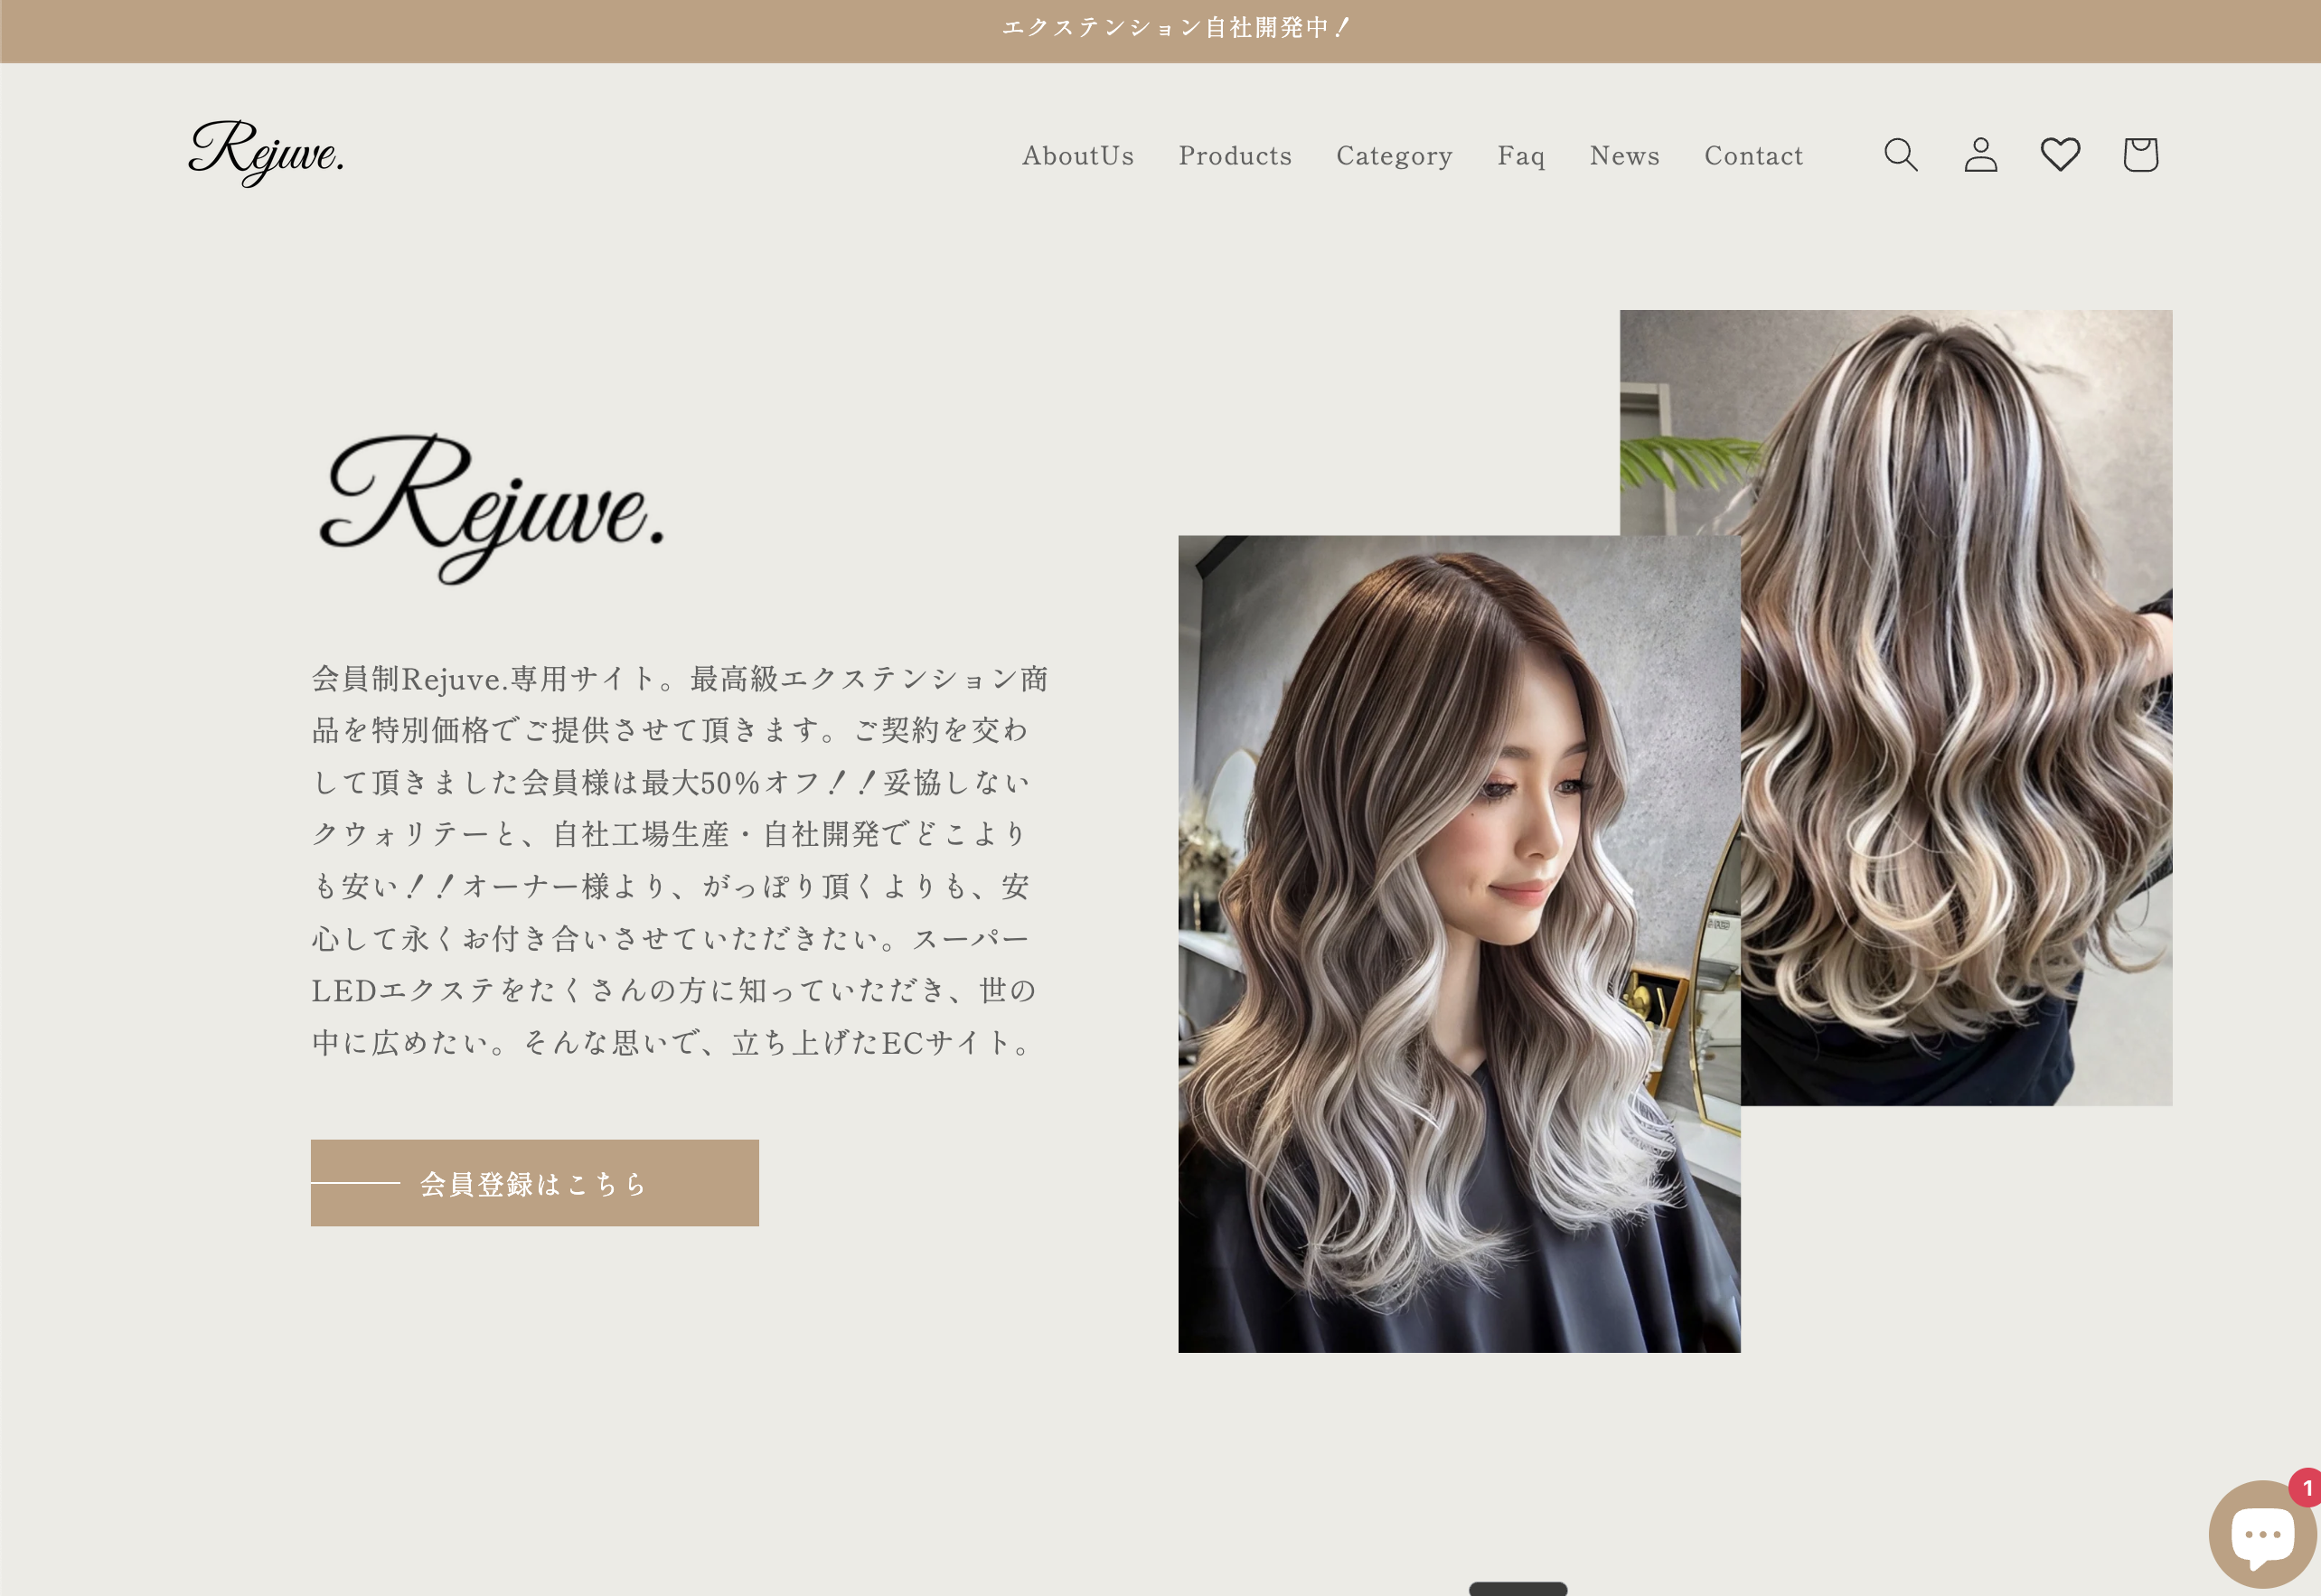 エクステンション自社開発中！
Rejuve.
AboutUs Products Category Faq News Contact
Rejuve.
会員制Rejuve.専用サイト。最高級エクステンション商
品を特別価格でご提供させて頂きます。ご契約を交わ
して頂きました会員様は最大50%オフ！！妥協しない
クウォリテーと、自社工場生産・自社開発でどこより
も安い！！オーナー様より、がっぽり頂くよりも、安
心して永くお付き合いさせていただきたい。スーパー
LEDエクステをたくさんの方に知っていただき、世の
中に広めたい。そんな思いで、立ち上げたECサイト。
会員登録はこちら
1